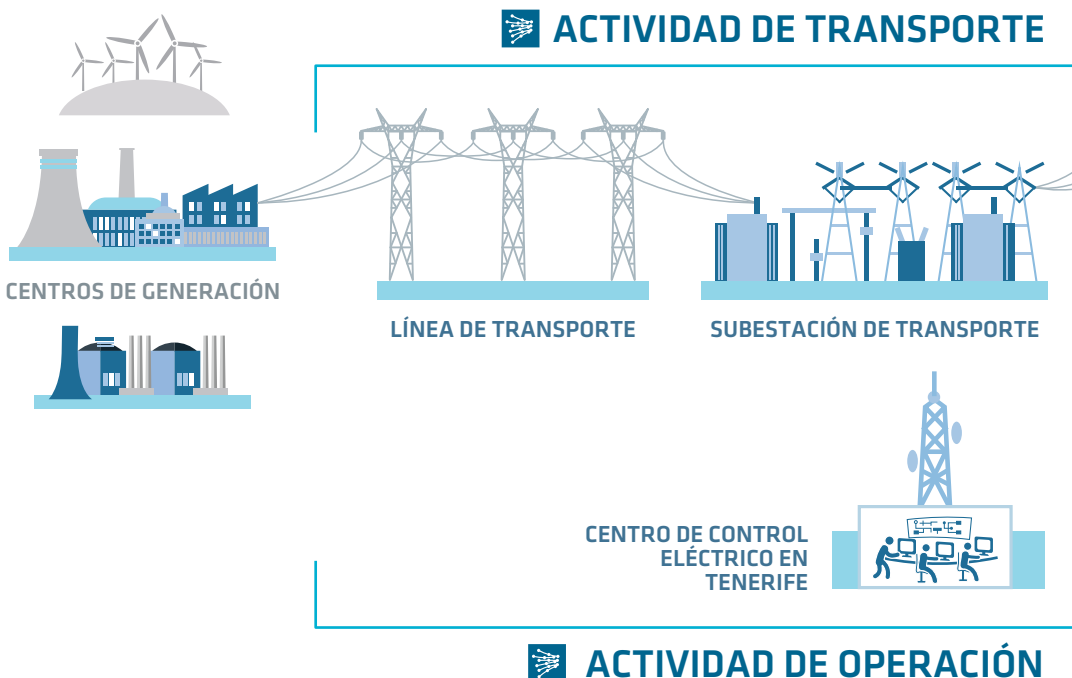 ACTIVIDAD DE TRANSPORTE
CENTROS DE GENERACIÓN
LÍNEA DE TRANSPORTE
SUBESTACIÓN DE TRANSPORTE
CENTRO DE CONTROL
ELÉCTRICO EN
TENERIFE
ACTIVIDAD DE OPERACIÓN